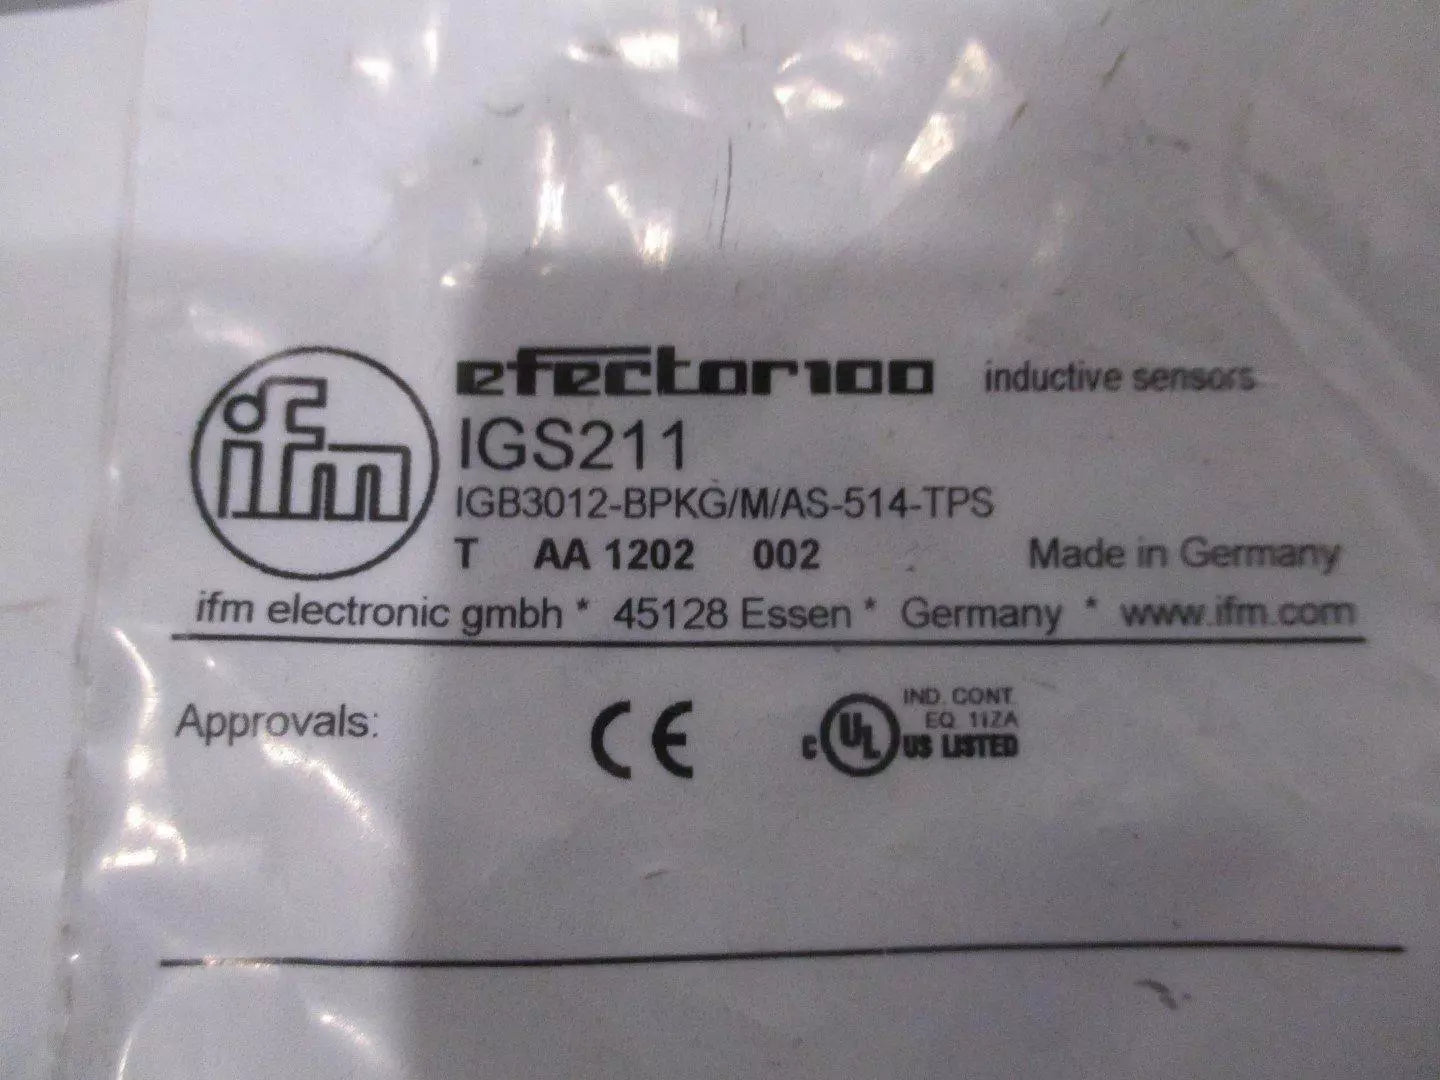 ifm
efector100 inductive sensors
IGS211
IGB3012-BPKG/M/AS-514-TPS
T AA 1202 002 Made in Germany
ifm electronic gmbh * 45128 Essen * Germany * www.ifm.com
Approvals: CE c UL US LISTED
IND. CONT.
EQ. 1IZA